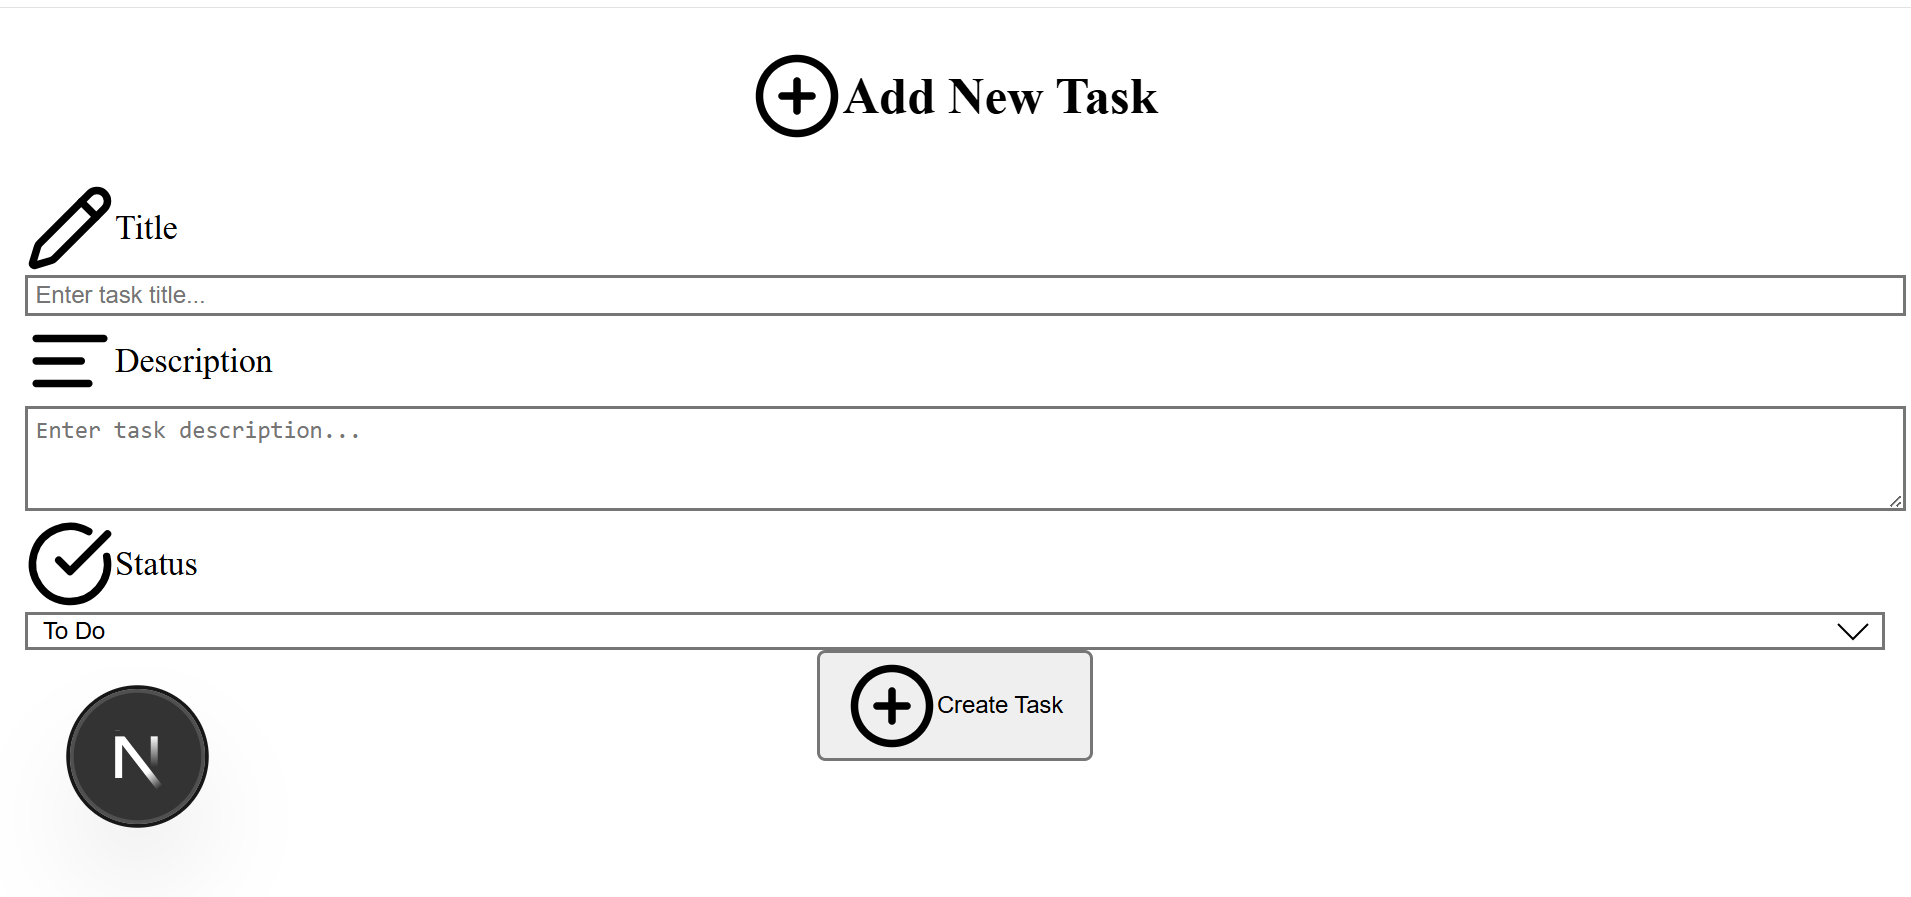 Add New Task
Title
Enter task title...
Description
Enter task description...
Status
To Do
Create Task
N